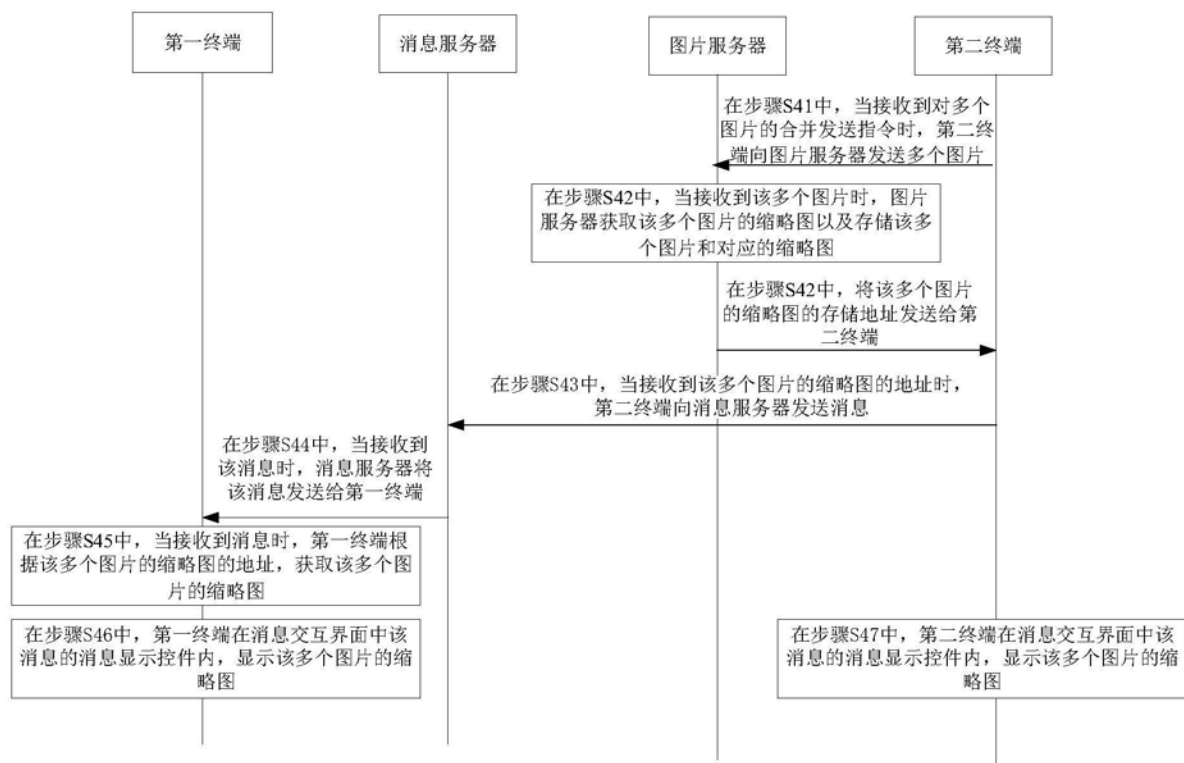 第一终端
消息服务器
图片服务器
第二终端
在步骤S41中，当接收到对多个
图片的合并发送指令时，第二终
端向图片服务器发送多个图片
在步骤S42中，当接收到该多个图片时，图片
服务器获取该多个图片的缩略图以及存储该多
个图片和对应的缩略图
在步骤S42中，将该多个图片
的缩略图的存储地址发送给第
二终端
在步骤S43中，当接收到该多个图片的缩略图的地址时，
第二终端向消息服务器发送消息
在步骤S44中，当接收到
该消息时，消息服务器将
该消息发送给第一终端
在步骤S45中，当接收到消息时，第一终端根
据该多个图片的缩略图的地址，获取该多个图
片的缩略图
在步骤S46中，第一终端在消息交互界面中该
消息的消息显示控件内，显示该多个图片的缩
略图
在步骤S47中，第二终端在消息交互界面中该
消息的消息显示控件内，显示该多个图片的缩
略图